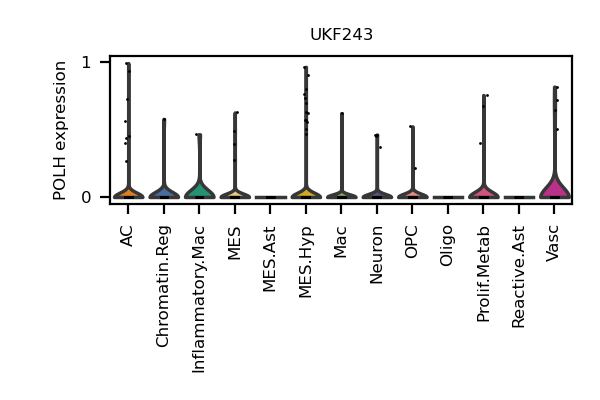 UKF243
POLH expression
1
0
AC
Chromatin.Reg
Inflammatory.Mac
MES
MES.Ast
MES.Hyp
Mac
Neuron
OPC
Oligo
Prolif.Metab
Reactive.Ast
Vasc